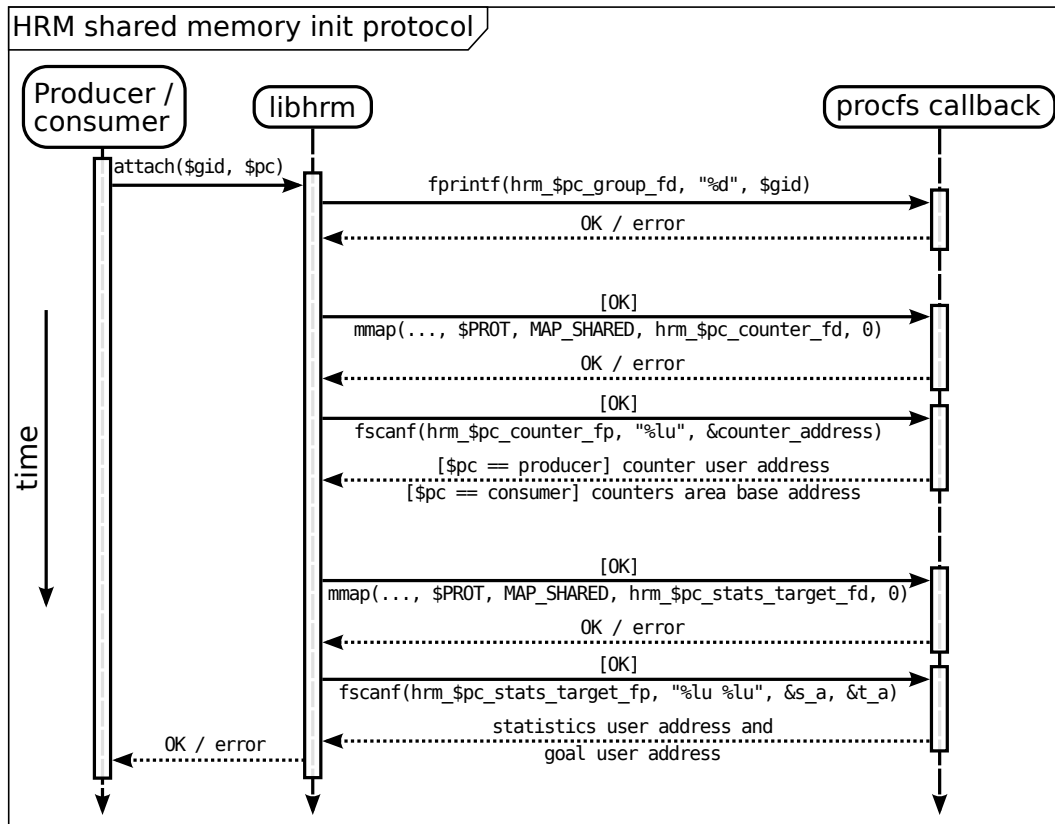 HRM shared memory init protocol
Producer /
consumer
libhrm
procfs callback
attach($gid, $pc)
fprintf(hrm_$pc_group_fd, "%d", $gid)
OK / error
[OK]
mmap(..., $PROT, MAP_SHARED, hrm_$pc_counter_fd, 0)
OK / error
[OK]
fscanf(hrm_$pc_counter_fp, "%lu", &counter_address)
[$pc == producer] counter user address
[$pc == consumer] counters area base address
time
[OK]
mmap(..., $PROT, MAP_SHARED, hrm_$pc_stats_target_fd, 0)
OK / error
[OK]
fscanf(hrm_$pc_stats_target_fp, "%lu %lu", &s_a, &t_a)
statistics user address and
goal user address
OK / error